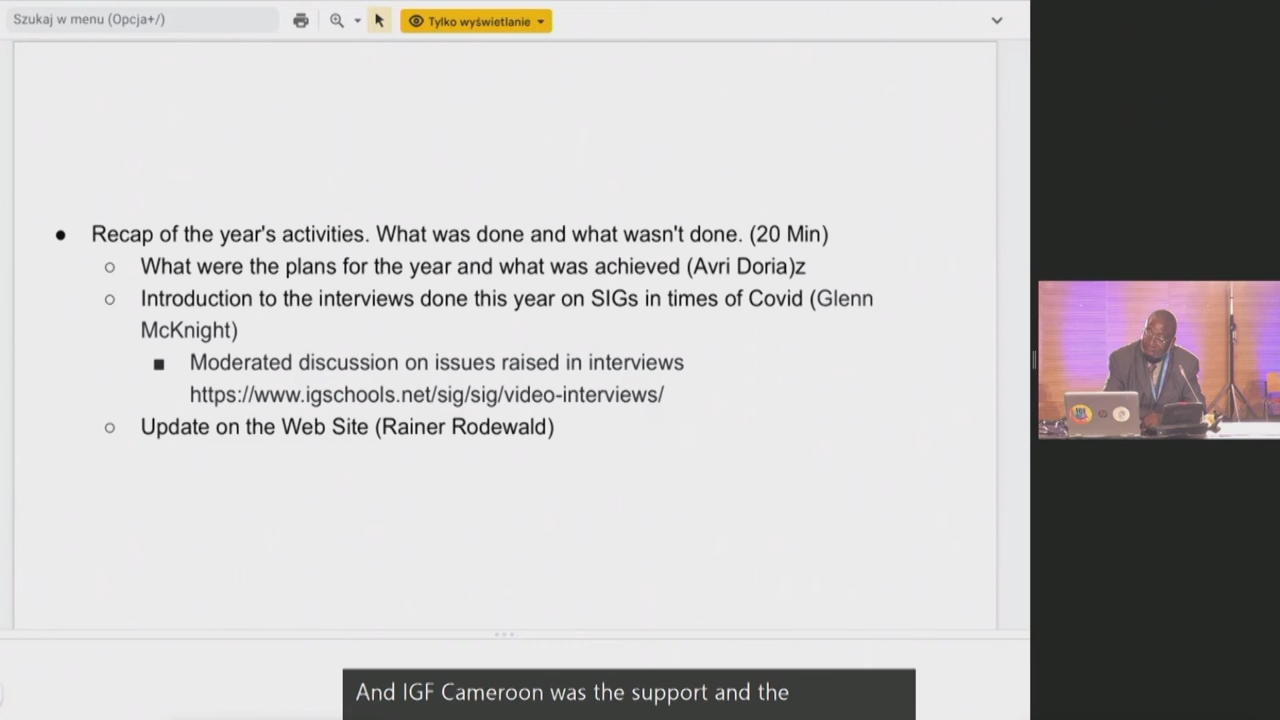 Szukaj w menu (Opcja+/)
Tylko wyświetlanie
● Recap of the year's activities. What was done and what wasn't done. (20 Min)
○ What were the plans for the year and what was achieved (Avri Doria)z
○ Introduction to the interviews done this year on SIGs in times of Covid (Glenn
McKnight)
■ Moderated discussion on issues raised in interviews
https://www.igschools.net/sig/sig/video-interviews/
○ Update on the Web Site (Rainer Rodewald)
And IGF Cameroon was the support and the